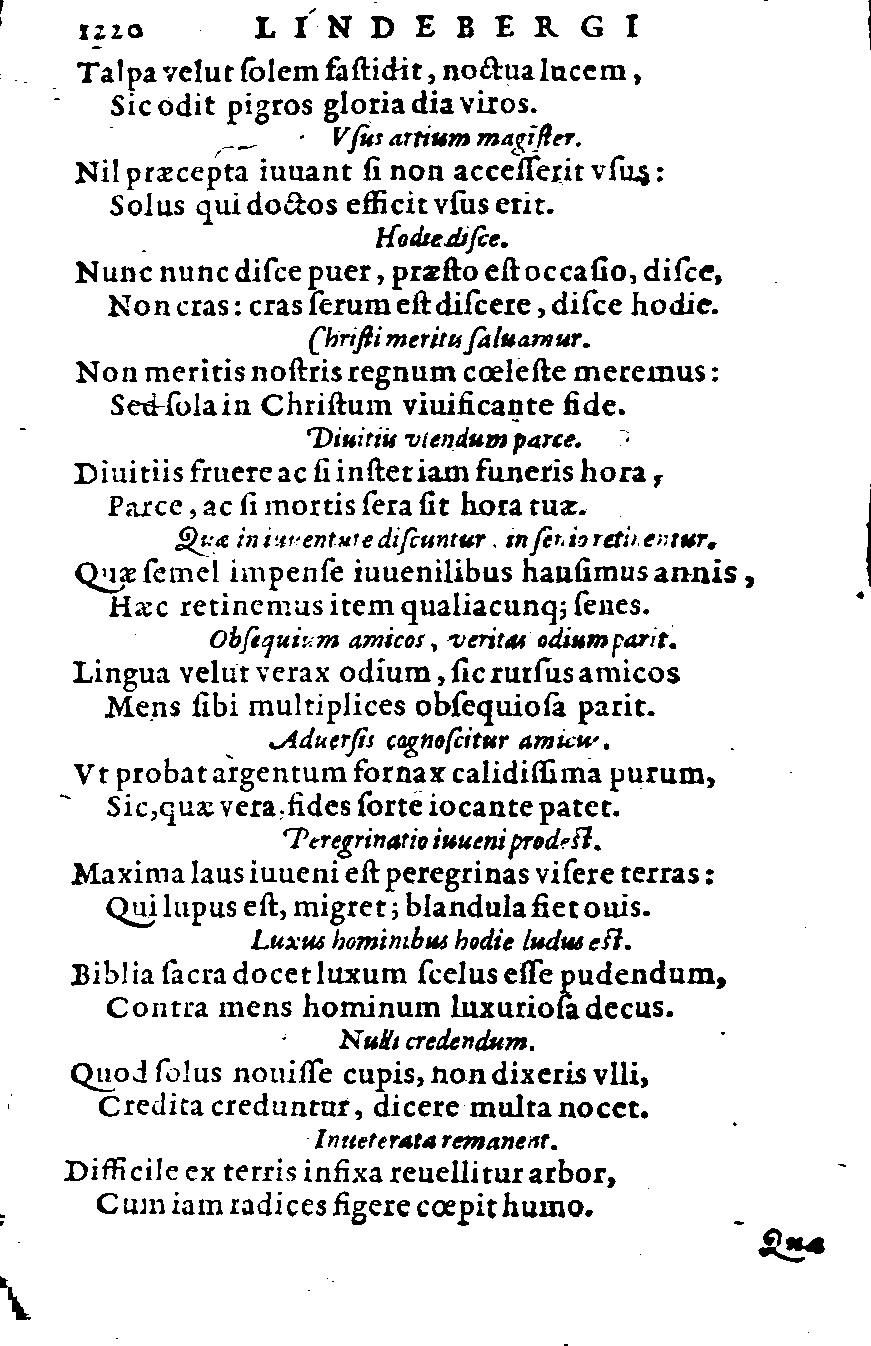 1220 LINDEBERGI
Talpa velut ſolem faſtidit, noctua lucem,
Sic odit pigros gloria dia viros.
Vſus artium magiſter.
Nil præcepta iuuant ſi non acceſſerit vſus:
Solus qui doctos efficit vſus erit.
Hodie diſce.
Nunc nunc diſce puer, præſto eſt occaſio, diſce,
Non cras: cras ſerum eſt diſcere, diſce hodie.
Chriſti meritis ſaluamur.
Non meritis noſtris regnum cœleſte meremus:
Sed ſola in Chriſtum viuificante fide.
Diuitiis vtendum parce.
Diuitiis fruere ac ſi inſtet iam funeris hora,
Parce, ac ſi mortis ſera ſit hora tuæ.
Quæ in iuuentute diſcuntur, in ſenio retinentur.
Quæ ſemel impenſe iuuenilibus hauſimus annis,
Hæc retinemus item qualiacunq; ſenes.
Obſequium amicos, veritas odium parit.
Lingua velut verax odium, ſic rurſus amicos
Mens ſibi multiplices obſequioſa parit.
Aduerſis cognoſcitur amicus.
Vt probat argentum fornax calidiſſima purum,
Sic, quæ vera, fides ſorte iocante patet.
Peregrinatio iuueni prodeſt.
Maxima laus iuueni eſt peregrinas viſere terras:
Qui lupus eſt, migret; blandula fiet ouis.
Luxus hominibus hodie ludus eſt.
Biblia ſacra docet luxum ſcelus eſſe pudendum,
Contra mens hominum luxurioſa decus.
Nulli credendum.
Quod ſolus nouiſſe cupis, non dixeris vlli,
Credita creduntur, dicere multa nocet.
Inueterata remanent.
Difficile ex terris infixa reuellitur arbor,
Cum iam radices figere cœpit humo.
Qua